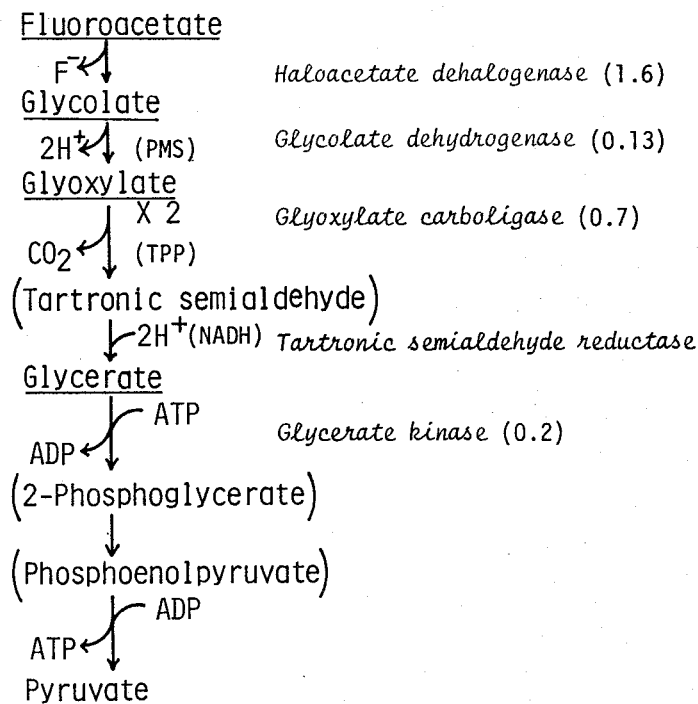 Fluoroacetate
F⁻ Haloacetate dehalogenase (1.6)
Glycolate
2H⁺ (PMS) Glycolate dehydrogenase (0.13)
Glyoxylate
X 2 Glyoxylate carboligase (0.7)
CO₂ (TPP)
(Tartronic semialdehyde)
2H⁺(NADH) Tartronic semialdehyde reductase
Glycerate
ATP Glycerate kinase (0.2)
ADP
(2-Phosphoglycerate)
(Phosphoenolpyruvate)
ADP
ATP
Pyruvate